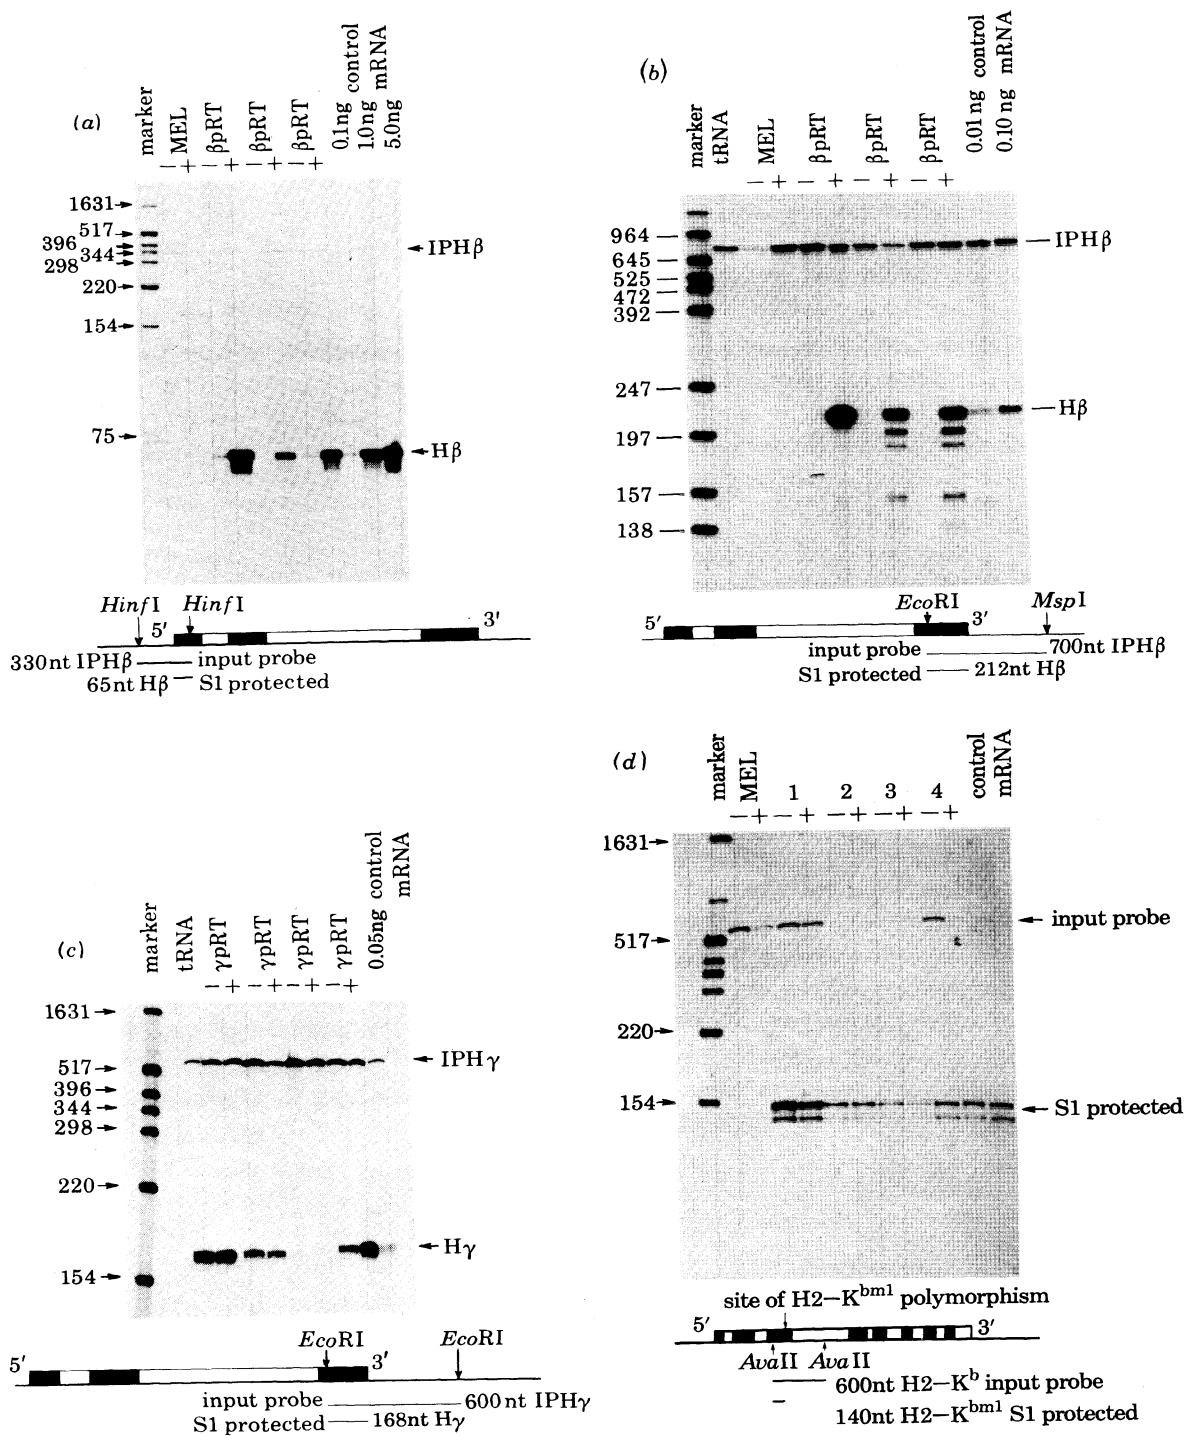 (a)
marker
MEL
βpRT
βpRT
βpRT
0.1ng control
1.0ng mRNA
5.0ng
− + − + − + − +
1631
517
396
344
298
220
154
75
IPHβ
Hβ
HinfI HinfI
5′ 3′
330nt IPHβ input probe
65nt Hβ S1 protected
(b)
marker
tRNA
MEL
βpRT
βpRT
βpRT
0.01 ng control
0.10 ng mRNA
− + − + − + − +
964
645
525
472
392
247
197
157
138
IPHβ
Hβ
EcoRI MspI
5′ 3′
input probe 700nt IPHβ
S1 protected 212nt Hβ
(c)
marker
tRNA
γpRT
γpRT
γpRT
γpRT
0.05ng control
mRNA
− + − + − + − +
1631
517
396
344
298
220
154
IPHγ
Hγ
EcoRI EcoRI
5′ 3′
input probe 600nt IPHγ
S1 protected 168nt Hγ
(d)
marker
MEL
1 2 3 4
control
mRNA
− + − + − + − + − +
1631
517
220
154
input probe
S1 protected
site of H2−Kbm1 polymorphism
5′ 3′
AvaII AvaII
600nt H2−Kb input probe
140nt H2−Kbm1 S1 protected